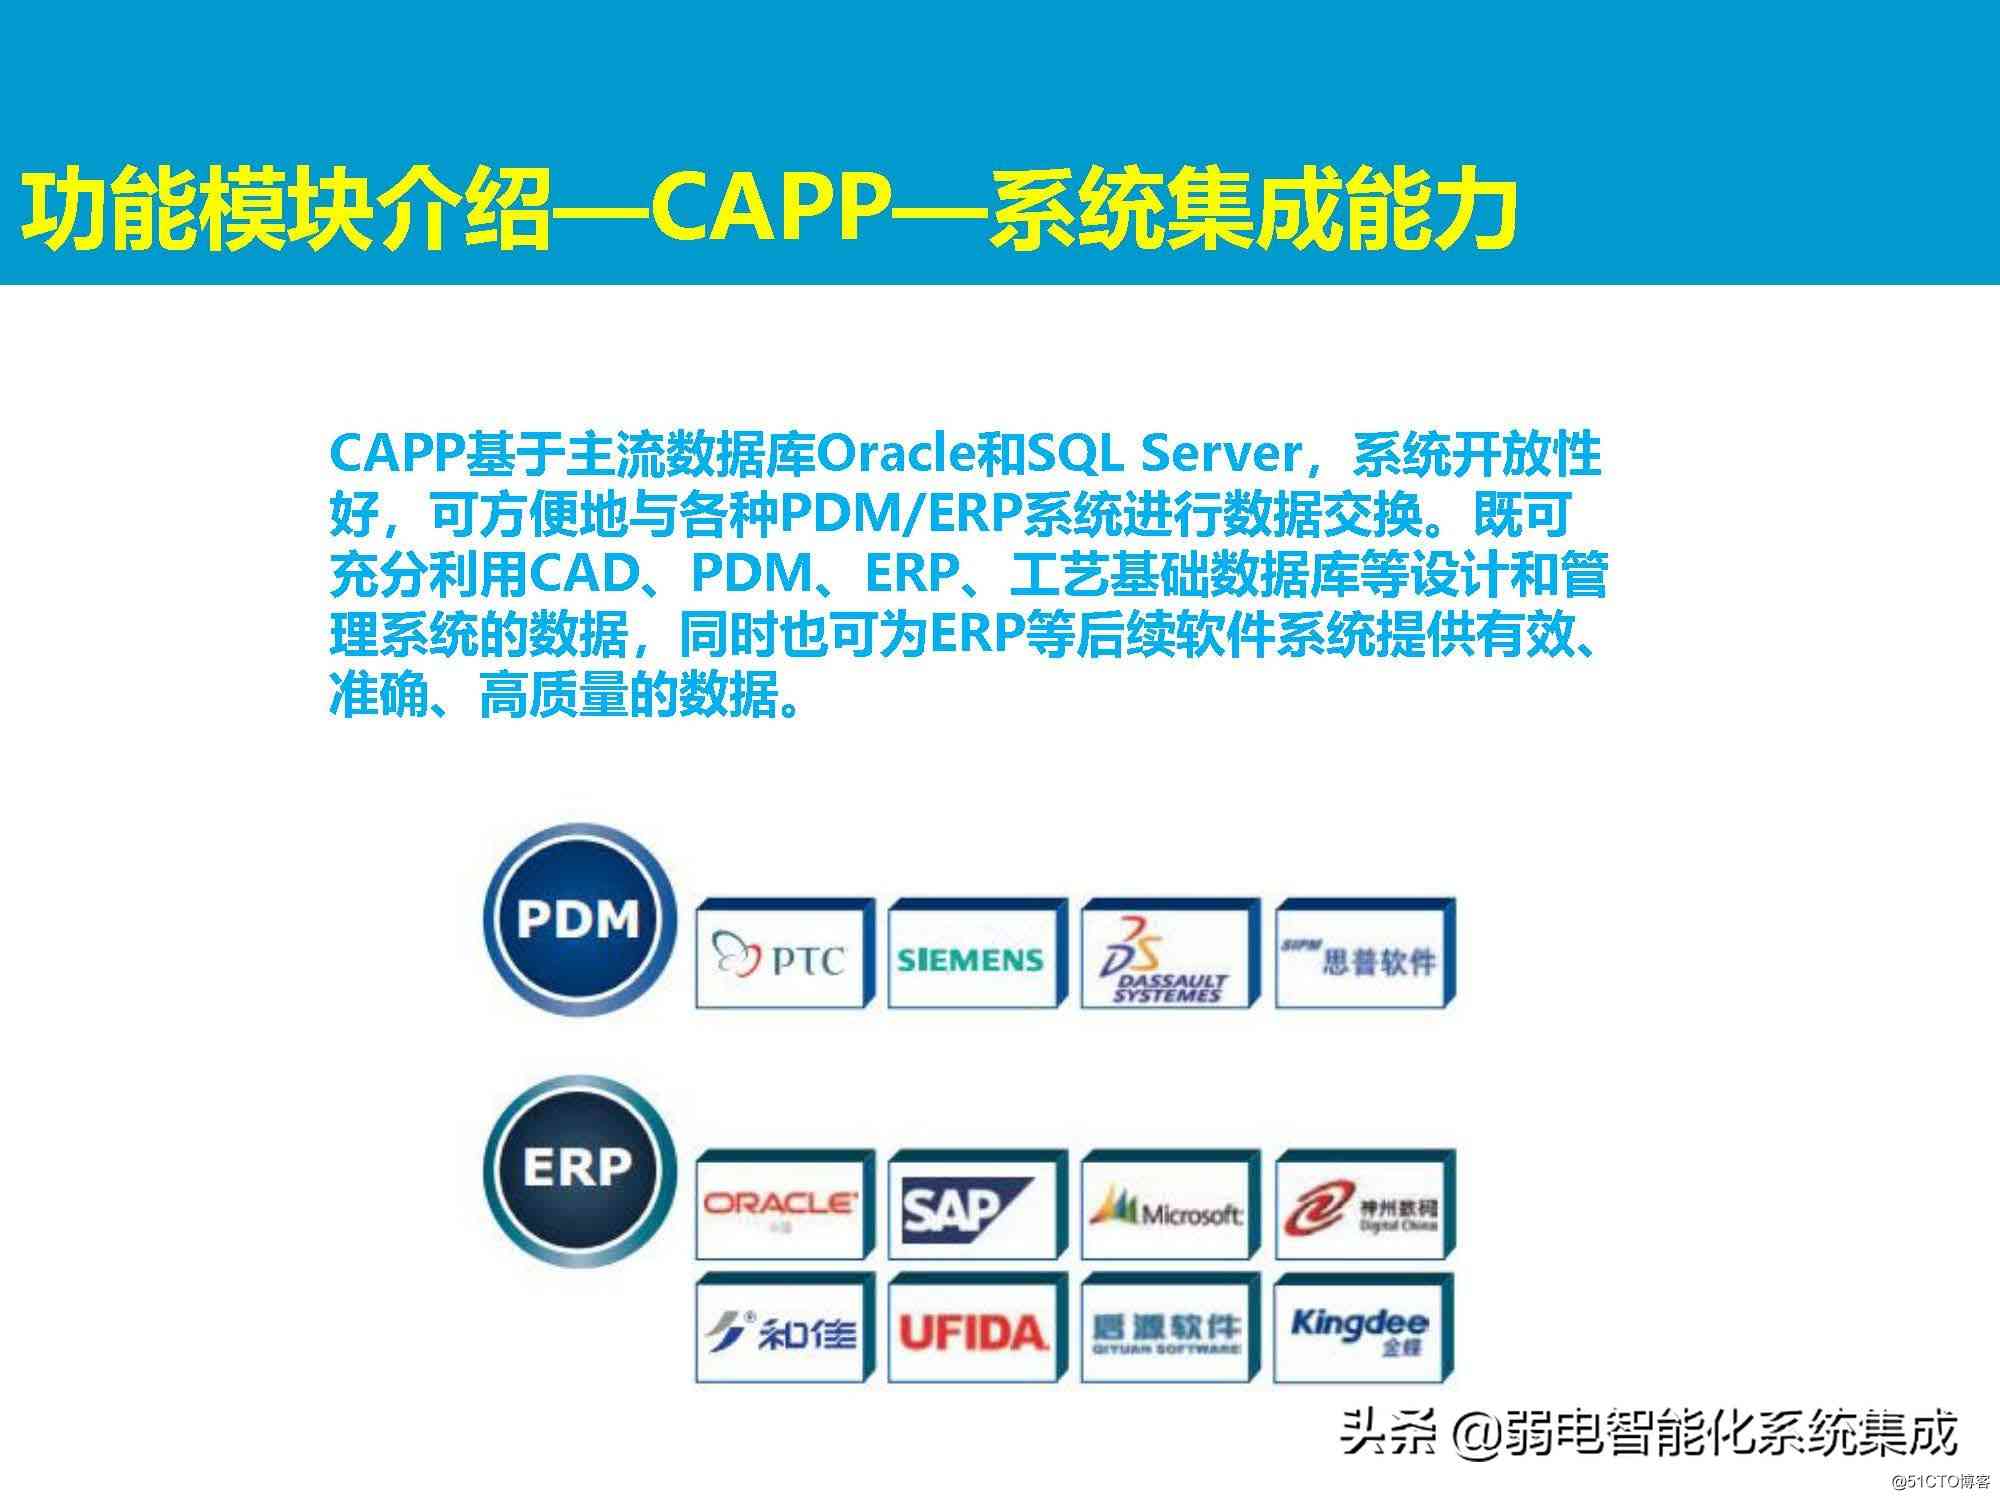 功能模块介绍—CAPP—系统集成能力
CAPP基于主流数据库Oracle和SQL Server，系统开放性
好，可方便地与各种PDM/ERP系统进行数据交换。既可
充分利用CAD、PDM、ERP、工艺基础数据库等设计和管
理系统的数据，同时也可为ERP等后续软件系统提供有效、
准确、高质量的数据。
PDM
PTC
SIEMENS
DASSAULT
SYSTEMES
SIPM
思普软件
ERP
ORACLE
SAP
Microsoft
神州数码
Digital China
和佳
UFIDA
启源软件
QIYUAN SOFTWARE
Kingdee
金蝶
头条 @弱电智能化系统集成
@51CTO博客